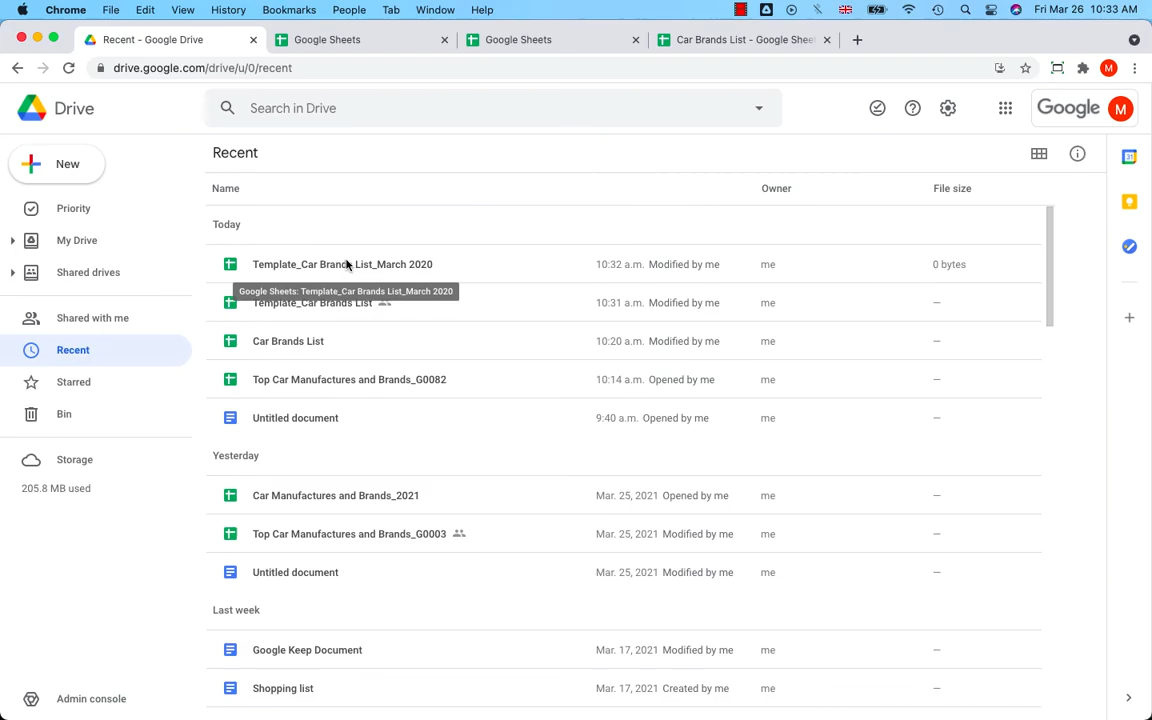 Chrome File Edit View History Bookmarks People Tab Window Help Fri Mar 26 10:33 AM
Recent - Google Drive Google Sheets Google Sheets Car Brands List - Google Shee
drive.google.com/drive/u/0/recent M
Drive Search in Drive Google M
New
Priority
My Drive
Shared drives
Shared with me
Recent
Starred
Bin
Storage
205.8 MB used
Admin console
Recent
Name Owner File size
Today
Template_Car Brands List_March 2020 10:32 a.m. Modified by me me 0 bytes
Google Sheets: Template_Car Brands List_March 2020
Template_Car Brands List 10:31 a.m. Modified by me me –
Car Brands List 10:20 a.m. Modified by me me –
Top Car Manufactures and Brands_G0082 10:14 a.m. Opened by me me –
Untitled document 9:40 a.m. Opened by me me –
Yesterday
Car Manufactures and Brands_2021 Mar. 25, 2021 Opened by me me –
Top Car Manufactures and Brands_G0003 Mar. 25, 2021 Modified by me me –
Untitled document Mar. 25, 2021 Modified by me me –
Last week
Google Keep Document Mar. 17, 2021 Modified by me me –
Shopping list Mar. 17, 2021 Created by me me –
31